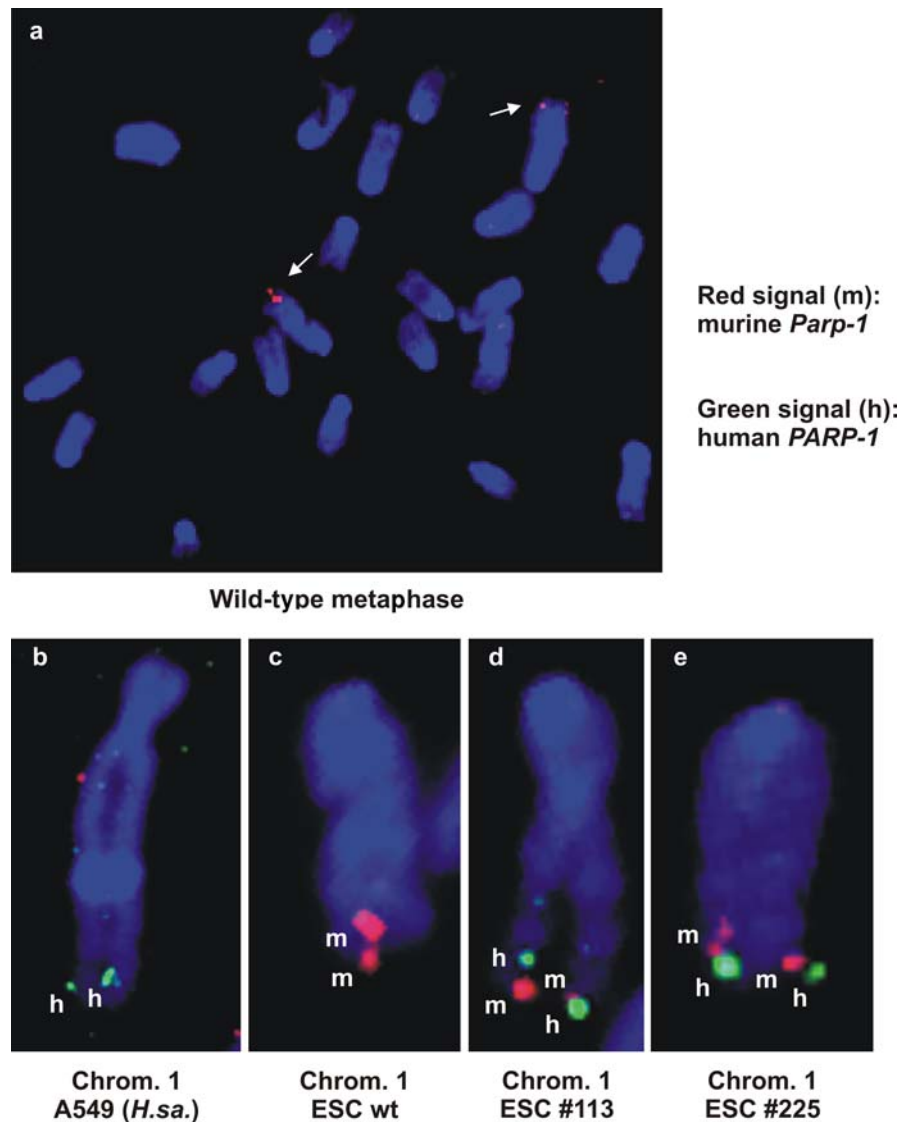 a
Red signal (m):
murine Parp-1
Green signal (h):
human PARP-1
Wild-type metaphase
b
c
d
e
h
h
m
m
h
m
m
h
m
h
m
h
Chrom. 1
A549 (H.sa.)
Chrom. 1
ESC wt
Chrom. 1
ESC #113
Chrom. 1
ESC #225